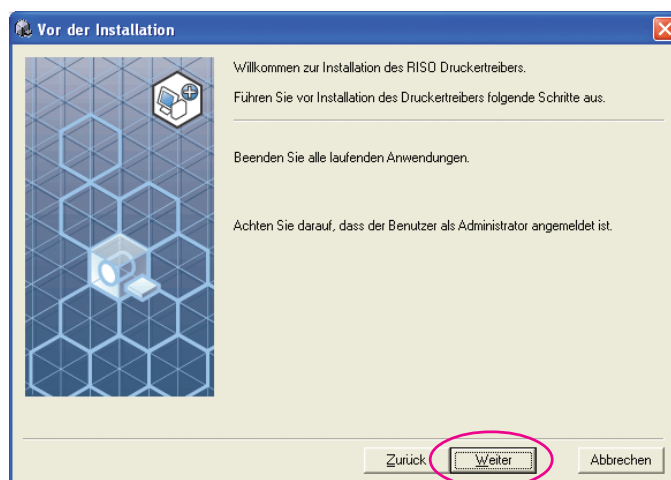 Vor der Installation
Willkommen zur Installation des RISO Druckertreibers.
Führen Sie vor Installation des Druckertreibers folgende Schritte aus.
Beenden Sie alle laufenden Anwendungen.
Achten Sie darauf, dass der Benutzer als Administrator angemeldet ist.
Zurück Weiter Abbrechen